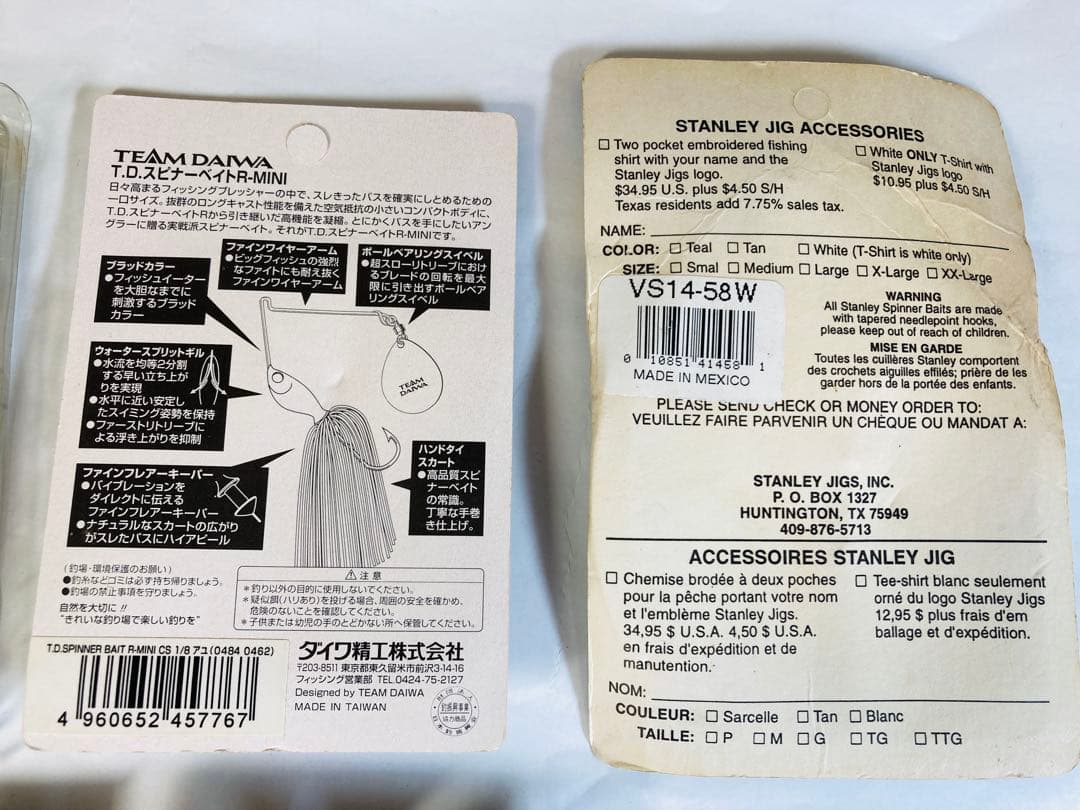 TEAM DAIWA
T.D.スピナーベイトR-MINI
日々高まるフィッシングプレッシャーの中で、スレきったバスを確実にしとめるための
一口サイズ。抜群のロングキャスト性能を備えた空気抵抗の小さいコンパクトボディに、
T.D.スピナーベイトRから引き継いだ高機能を凝縮。とにかくバスを手にしたいアン
グラーに贈る実戦派スピナーベイト。それがT.D.スピナーベイトR-MINIです。
ファインワイヤーアーム
●ビッグフィッシュの強烈
なファイトにも耐え抜く
ファインワイヤーアーム
ボールベアリングスイベル
●超スローリトリーブにおけ
るブレードの回転を最大
限に引き出すボールベア
リングスイベル
ブラッドカラー
●フィッシュイーター
を大胆なまでに
刺激するブラッド
カラー
ウォータースプリットギル
●水流を均等2分割
する早い立ち上が
りを実現
●水平に近い安定し
たスイミング姿勢を保持
●ファーストリトリーブに
よる浮き上がりを抑制
TEAM
DAIWA
ハンドタイ
スカート
●高品質スピ
ナーベイト
の常識。
丁寧な手巻
き仕上げ。
ファインフレアーキーパー
●バイブレーションを
ダイレクトに伝える
ファインフレアーキーパー
●ナチュラルなスカートの広がり
がスレたバスにハイアピール
(釣場・環境保護のお願い)
●釣糸などゴミは必ず持ち帰りましょう。
●釣場の禁止事項を守りましょう。
自然を大切に!!
“きれいな釣り場で楽しい釣りを”
⚠注意
*釣り以外の目的に使用しないでください。
*疑似餌(ハリあり)を投げる場合、周囲の安全を確かめ、
危険のないことを確認してください。
*子供または幼児の手のとどかない所へ保管してください。
T.D.SPINNER BAIT R-MINI CS 1/8 アユ(0484 0462)
4 960652 457767
ダイワ精工株式会社
〒203-8511 東京都東久留米市前沢3-14-16
フィッシング営業部 TEL.0424-75-2127
Designed by TEAM DAIWA
MADE IN TAIWAN
STANLEY JIG ACCESSORIES
☐ Two pocket embroidered fishing
shirt with your name and the
Stanley Jigs logo.
$34.95 U.S. plus $4.50 S/H
Texas residents add 7.75% sales tax.
☐ White ONLY T-Shirt with
Stanley Jigs logo
$10.95 plus $4.50 S/H
NAME:
COLOR: ☐ Teal ☐ Tan ☐ White (T-Shirt is white only)
SIZE: ☐ Smal ☐ Medium ☐ Large ☐ X-Large ☐ XX-Large
VS14-58W
0 10851 41458 1
MADE IN MEXICO
WARNING
All Stanley Spinner Baits are made
with tapered needlepoint hooks,
please keep out of reach of children.
MISE EN GARDE
Toutes les cuillères Stanley comportent
des crochets aiguilles effilés; prière de les
garder hors de la portée des enfants.
PLEASE SEND CHECK OR MONEY ORDER TO:
VEUILLEZ FAIRE PARVENIR UN CHÈQUE OU MANDAT A:
STANLEY JIGS, INC.
P. O. BOX 1327
HUNTINGTON, TX 75949
409-876-5713
ACCESSOIRES STANLEY JIG
☐ Chemise brodée à deux poches
pour la pêche portant votre nom
et l'emblème Stanley Jigs.
34,95 $ U.S.A. 4,50 $ U.S.A.
en frais d'expédition et de
manutention.
☐ Tee-shirt blanc seulement
orné du logo Stanley Jigs
12,95 $ plus frais d'em
ballage et d'expédition.
NOM:
COULEUR: ☐ Sarcelle ☐ Tan ☐ Blanc
TAILLE: ☐ P ☐ M ☐ G ☐ TG ☐ TTG